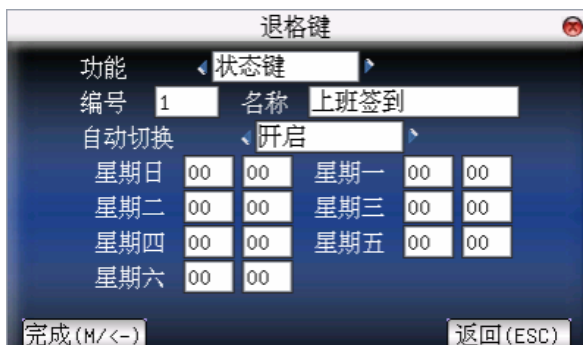 退格键
功能 状态键
编号 1 名称 上班签到
自动切换 开启
星期日 00 00 星期一 00 00
星期二 00 00 星期三 00 00
星期四 00 00 星期五 00 00
星期六 00 00
完成(M/<-) 返回(ESC)